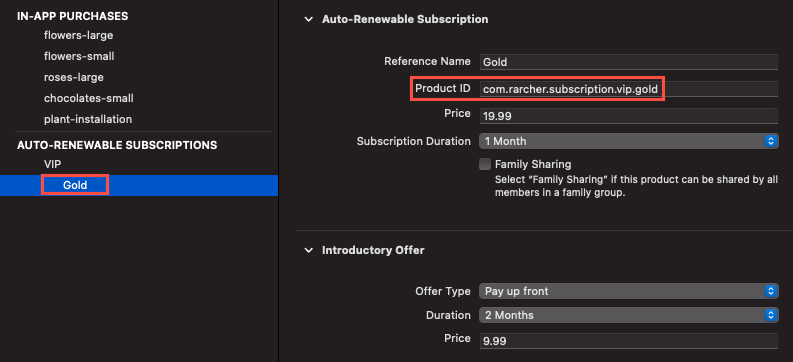 IN-APP PURCHASES
flowers-large
flowers-small
roses-large
chocolates-small
plant-installation
AUTO-RENEWABLE SUBSCRIPTIONS
VIP
Gold
Auto-Renewable Subscription
Reference Name Gold
Product ID com.rarcher.subscription.vip.gold
Price 19.99
Subscription Duration 1 Month
Family Sharing
Select “Family Sharing” if this product can be shared by all
members in a family group.
Introductory Offer
Offer Type Pay up front
Duration 2 Months
Price 9.99